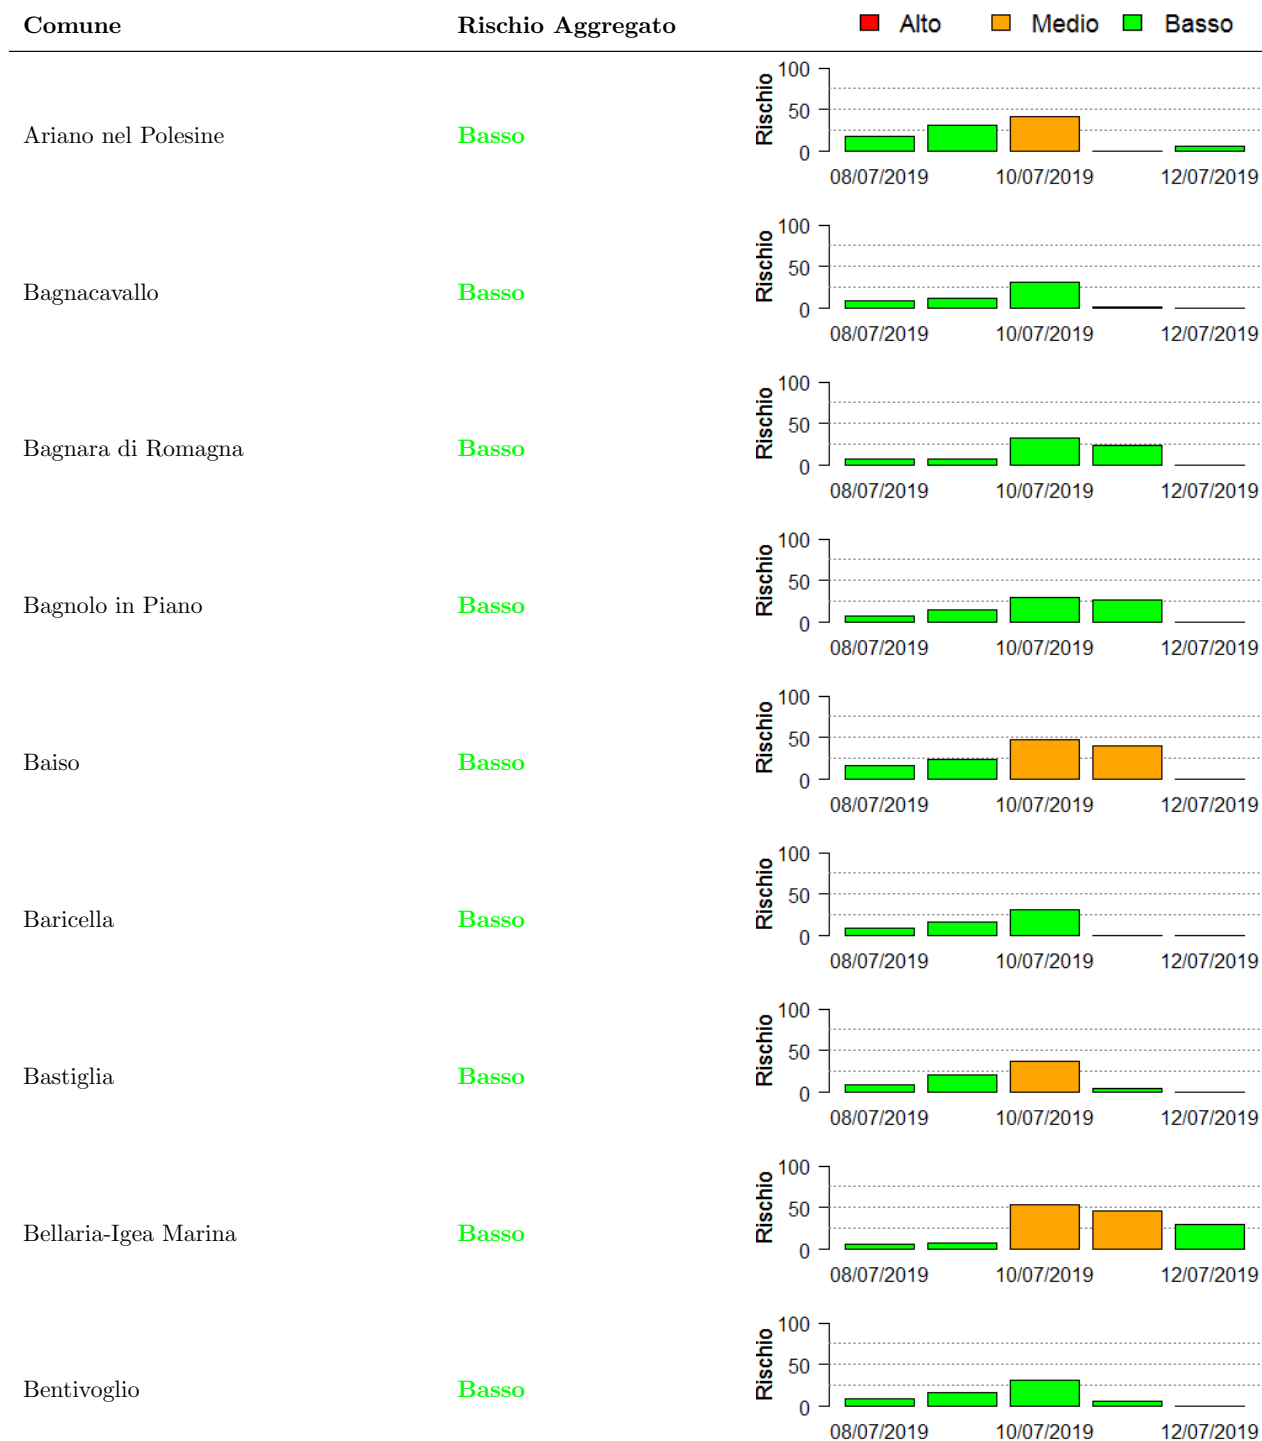 Comune Rischio Aggregato Alto Medio Basso
Ariano nel Polesine Basso Rischio 100 50 0
08/07/2019 10/07/2019 12/07/2019
Bagnacavallo Basso Rischio 100 50 0
08/07/2019 10/07/2019 12/07/2019
Bagnara di Romagna Basso Rischio 100 50 0
08/07/2019 10/07/2019 12/07/2019
Bagnolo in Piano Basso Rischio 100 50 0
08/07/2019 10/07/2019 12/07/2019
Baiso Basso Rischio 100 50 0
08/07/2019 10/07/2019 12/07/2019
Baricella Basso Rischio 100 50 0
08/07/2019 10/07/2019 12/07/2019
Bastiglia Basso Rischio 100 50 0
08/07/2019 10/07/2019 12/07/2019
Bellaria-Igea Marina Basso Rischio 100 50 0
08/07/2019 10/07/2019 12/07/2019
Bentivoglio Basso Rischio 100 50 0
08/07/2019 10/07/2019 12/07/2019